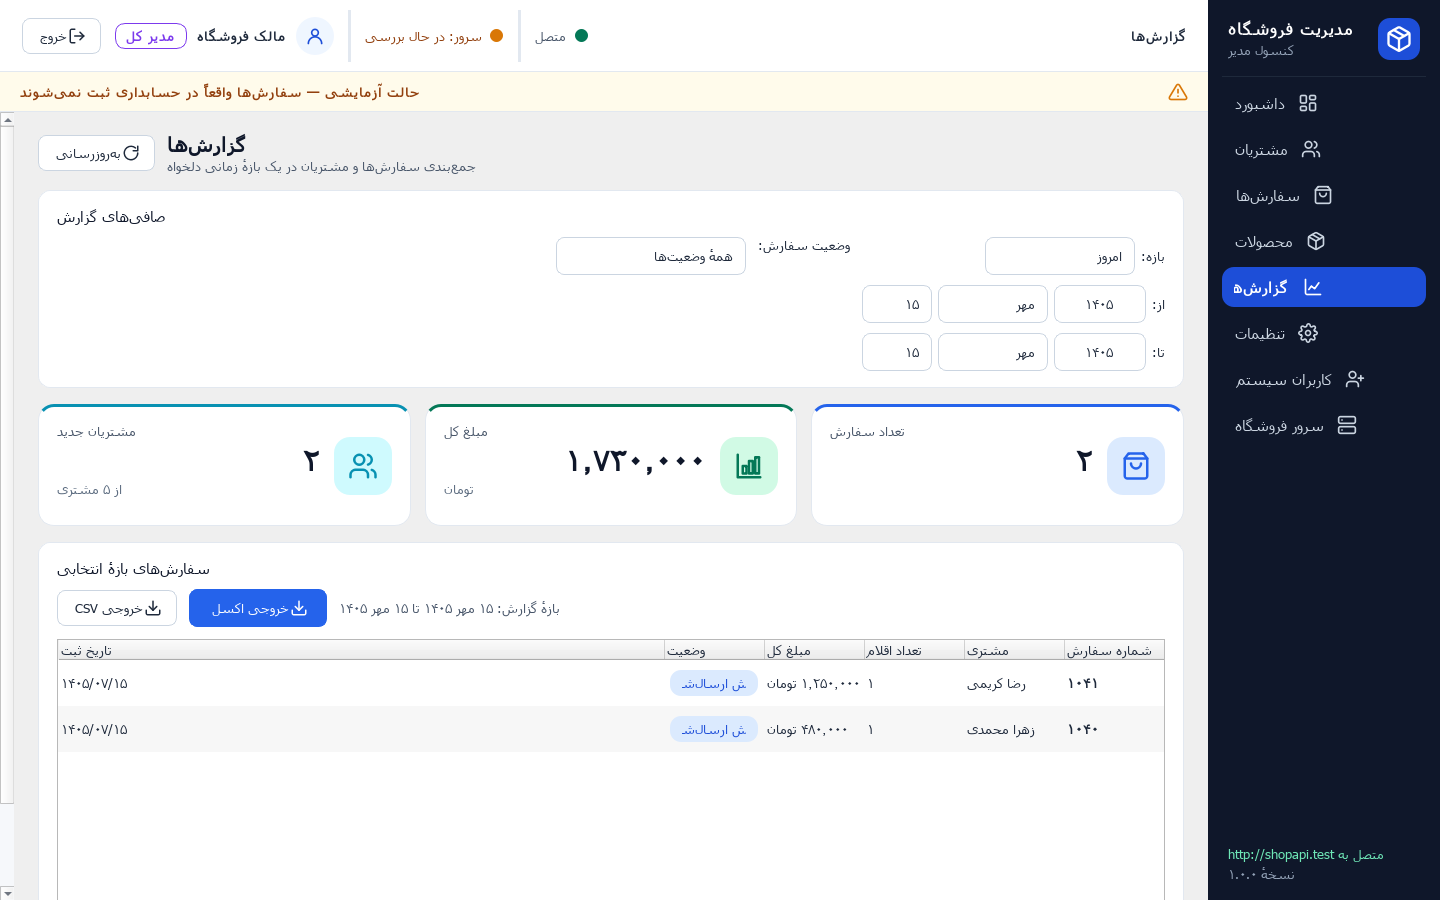 مدیریت فروشگاه
کنسول مدیر
داشبورد
مشتریان
سفارش‌ها
محصولات
گزارش‌ه
تنظیمات
کاربران سیستم
سرور فروشگاه
متصل به http://shopapi.test
نسخهٔ ۱.۰.۰
گزارش‌ها
متصل
سرور: در حال بررسی
مالک فروشگاه
مدیر کل
خروج
حالت آزمایشی — سفارش‌ها واقعاً در حسابداری ثبت نمی‌شوند
گزارش‌ها
جمع‌بندی سفارش‌ها و مشتریان در یک بازهٔ زمانی دلخواه
به‌روزرسانی
صافی‌های گزارش
بازه: امروز وضعیت سفارش: همهٔ وضعیت‌ها
از: ۱۴۰۵ مهر ۱۵
تا: ۱۴۰۵ مهر ۱۵
تعداد سفارش
۲
مبلغ کل
۱,۷۳۰,۰۰۰
تومان
مشتریان جدید
۲
از ۵ مشتری
سفارش‌های بازهٔ انتخابی
بازهٔ گزارش: ۱۵ مهر ۱۴۰۵ تا ۱۵ مهر ۱۴۰۵ خروجی اکسل خروجی CSV
شماره سفارش مشتری تعداد اقلام مبلغ کل وضعیت تاریخ ثبت
۱۰۴۱ رضا کریمی ۱ ۱,۲۵۰,۰۰۰ تومان ش ارسال‌شد ۱۴۰۵/۰۷/۱۵
۱۰۴۰ زهرا محمدی ۱ ۴۸۰,۰۰۰ تومان ش ارسال‌شد ۱۴۰۵/۰۷/۱۵